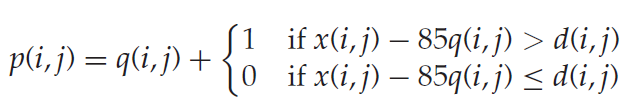 p(i, j) = q(i, j) + { 1 if x(i, j) − 85q(i, j) > d(i, j)
0 if x(i, j) − 85q(i, j) ≤ d(i, j)